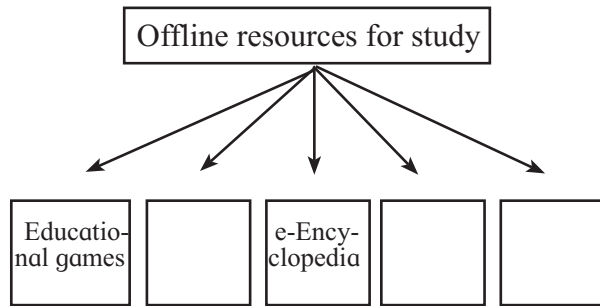 Offline resources for study
Educatio-
nal games
e-Ency-
clopedia